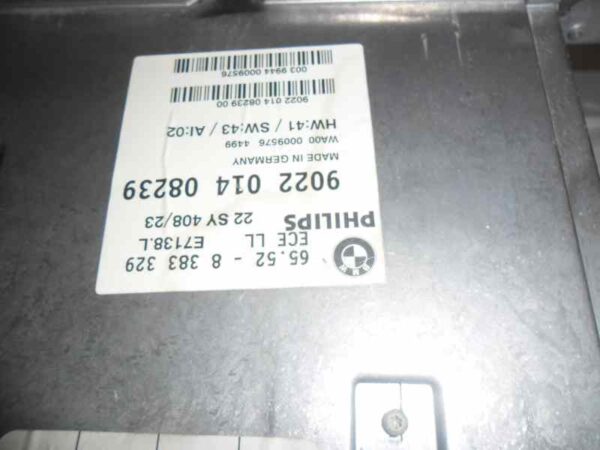 65.52 - 8 383 329
ECE LL E7138.L
PHILIPS 22 SY 408/23
9022 014 08239
MADE IN GERMANY
WA00 0009576 4499
HW:41 / SW:43 / AI:02
9022 014 08239 00
003 9944 0009576